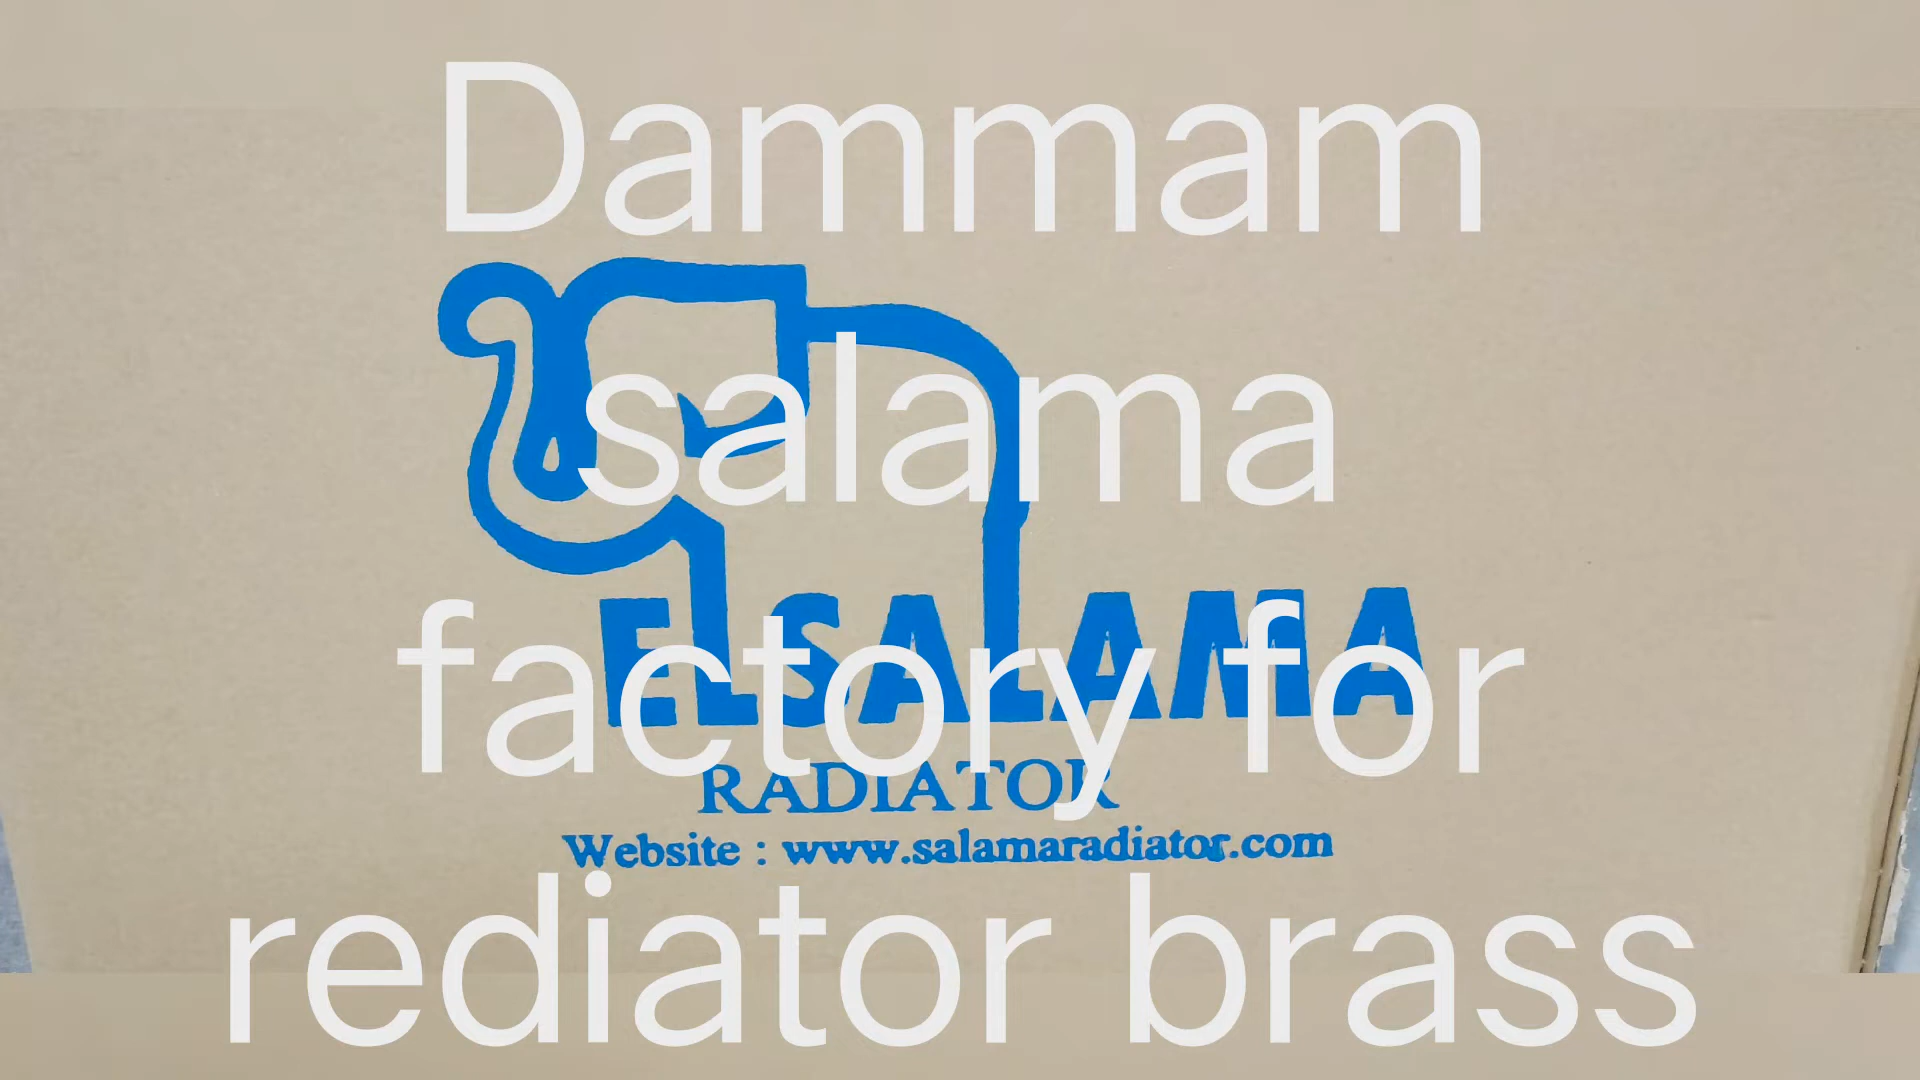 Dammam
salama
ELSALAMA
factory for
RADIATOR
Website : www.salamaradiator.com
rediator brass